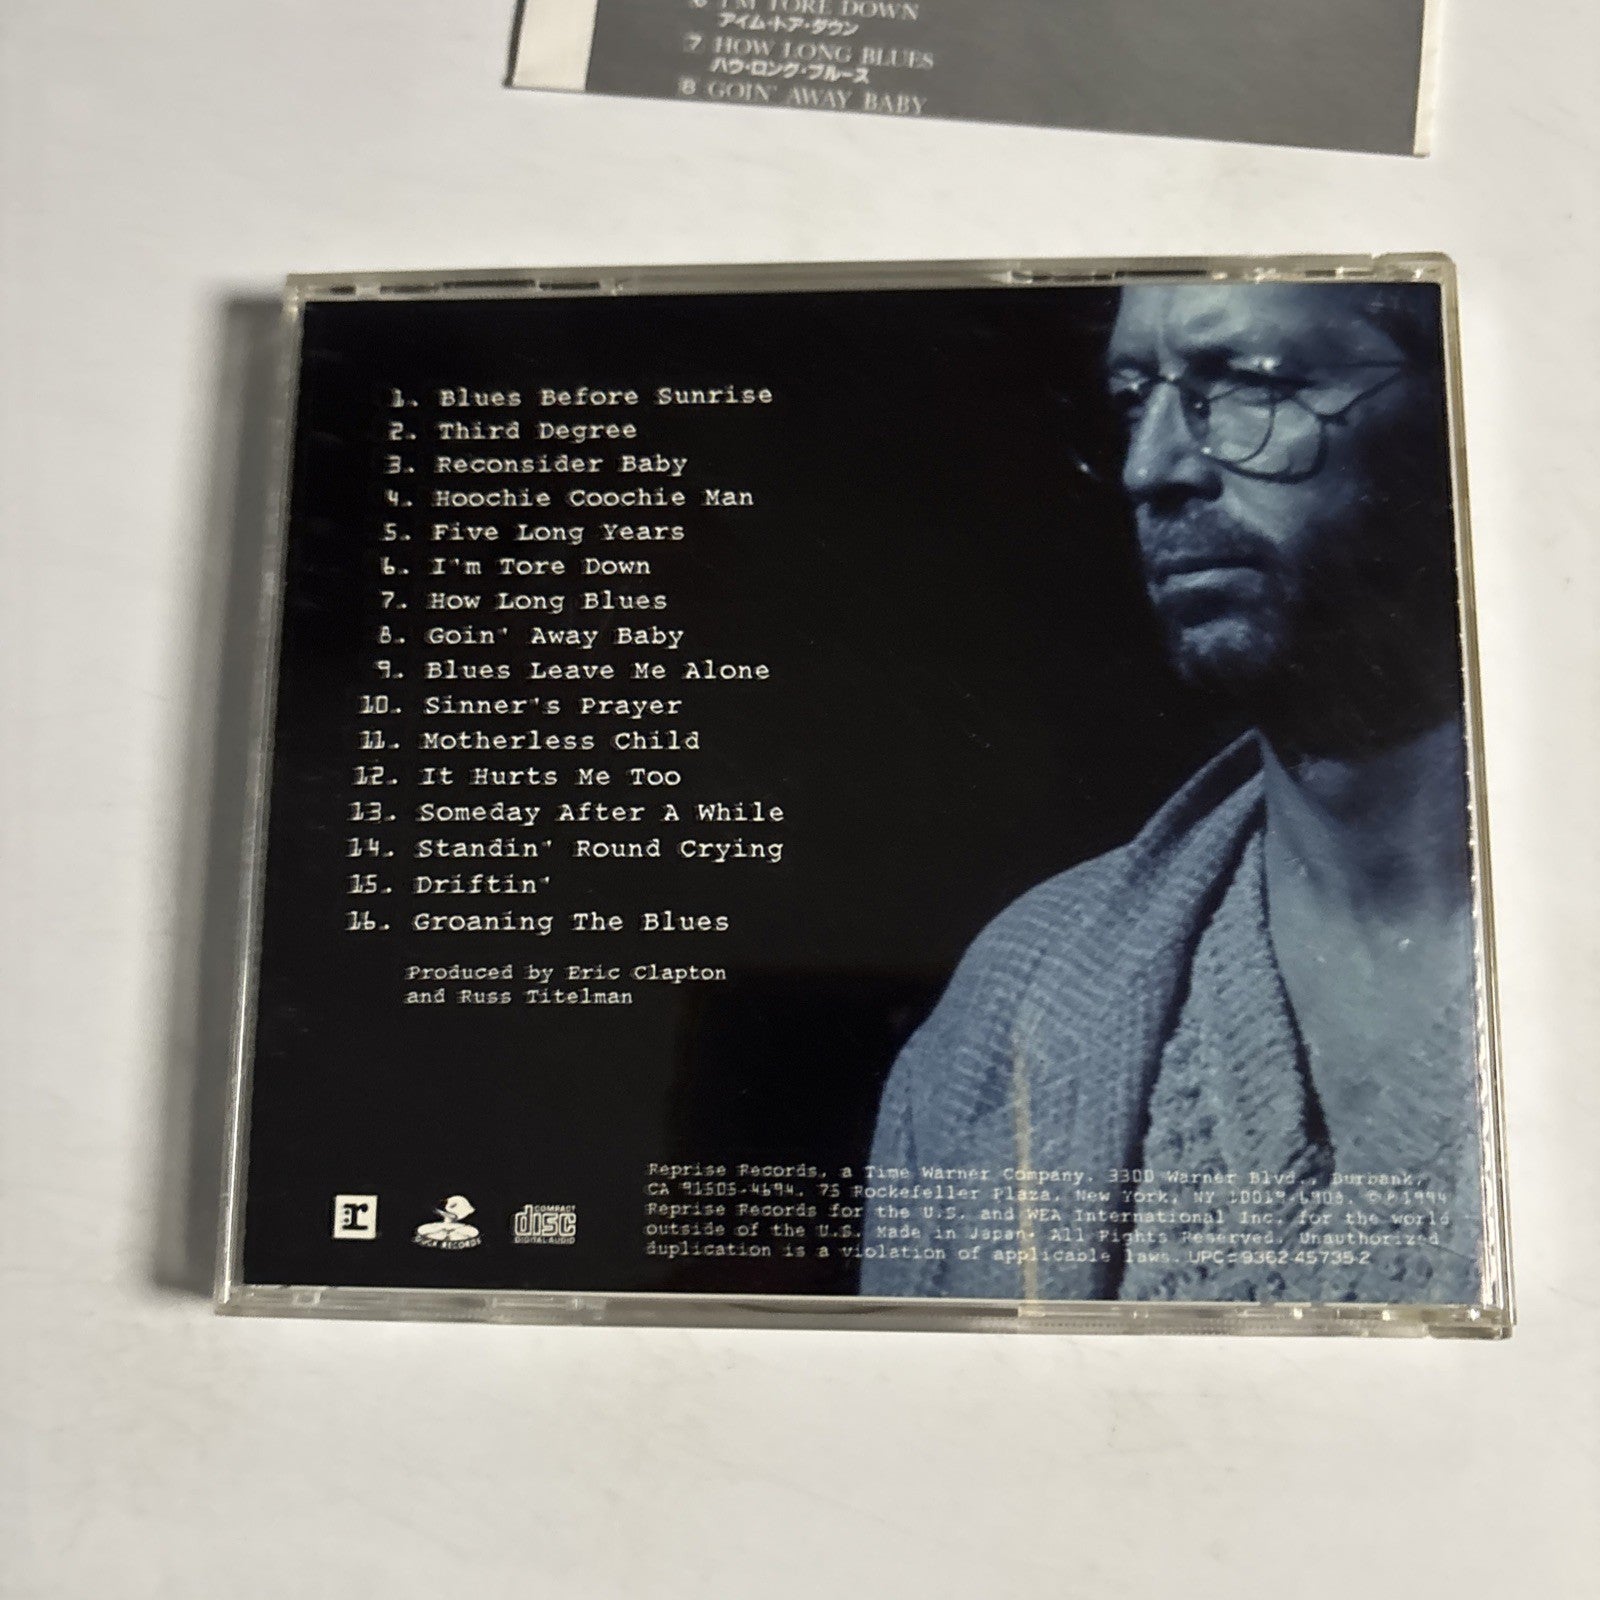 6 I'M TORE DOWN
アイム・トア・ダウン
7 HOW LONG BLUES
ハウ・ロング・ブルース
8 GOIN' AWAY BABY
1. Blues Before Sunrise
2. Third Degree
3. Reconsider Baby
4. Hoochie Coochie Man
5. Five Long Years
6. I'm Tore Down
7. How Long Blues
8. Goin' Away Baby
9. Blues Leave Me Alone
10. Sinner's Prayer
11. Motherless Child
12. It Hurts Me Too
13. Someday After A While
14. Standin' Round Crying
15. Driftin'
16. Groaning The Blues
Produced by Eric Clapton
and Russ Titelman
Reprise Records, a Time Warner Company, 3300 Warner Blvd., Burbank,
CA 91505-4694. 75 Rockefeller Plaza, New York, NY 10019-6908. ©℗1994
Reprise Records for the U.S. and WEA International Inc. for the world
outside of the U.S. Made in Japan. All Rights Reserved. Unauthorized
duplication is a violation of applicable laws. UPC=9362-45735-2
r
DUCK RECORDS
COMPACT
disc
DIGITAL AUDIO